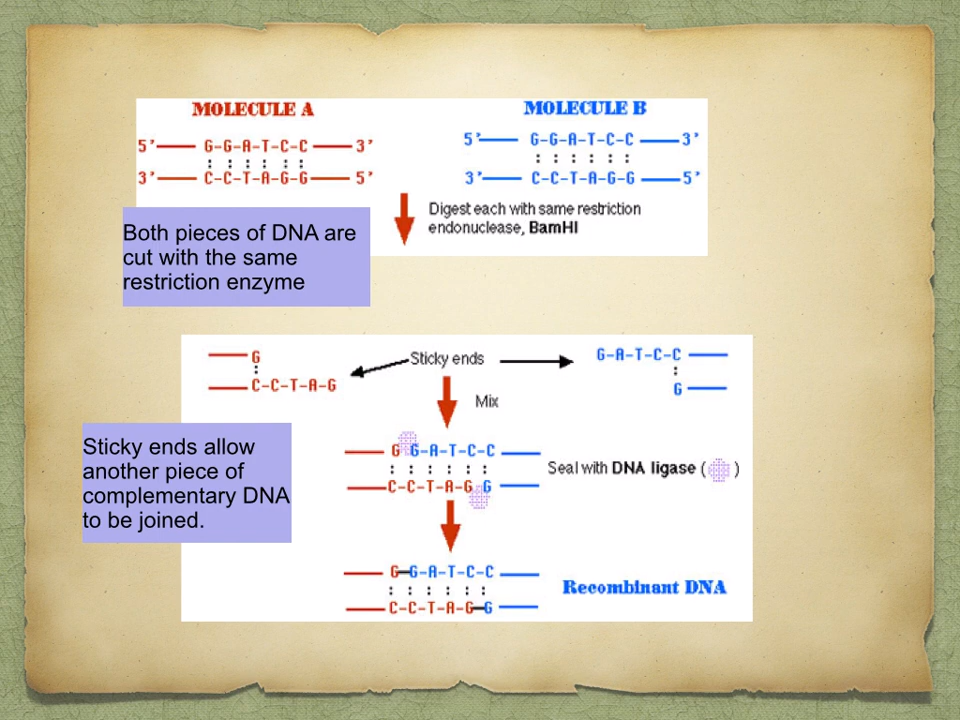 MOLECULE A
5'—— G-G-A-T-C-C ——3'
3'—— C-C-T-A-G-G ——5'
MOLECULE B
5'—— G-G-A-T-C-C ——3'
3'—— C-C-T-A-G-G ——5'
Digest each with same restriction
endonuclease, BamHI
Both pieces of DNA are
cut with the same
restriction enzyme
G
C-C-T-A-G
Sticky ends
G-A-T-C-C
G
Mix
G G-A-T-C-C
C-C-T-A-G G
Seal with DNA ligase ( )
Sticky ends allow
another piece of
complementary DNA
to be joined.
G—G-A-T-C-C
C-C-T-A-G—G
Recombinant DNA